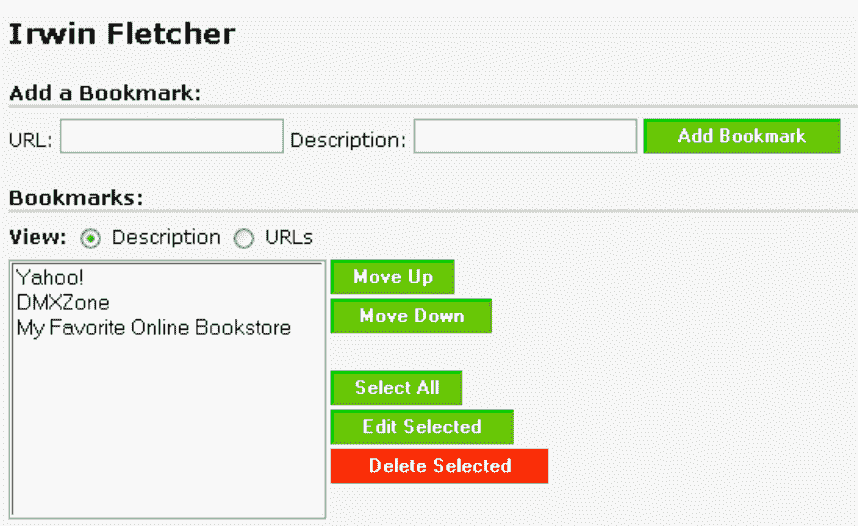 Irwin Fletcher
Add a Bookmark:
URL: Description: Add Bookmark
Bookmarks:
View: Description URLs
Yahoo!
DMXZone
My Favorite Online Bookstore
Move Up
Move Down
Select All
Edit Selected
Delete Selected